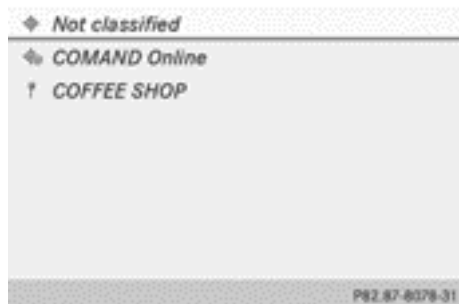 Not classified
COMAND Online
COFFEE SHOP
P82.87-8078-31